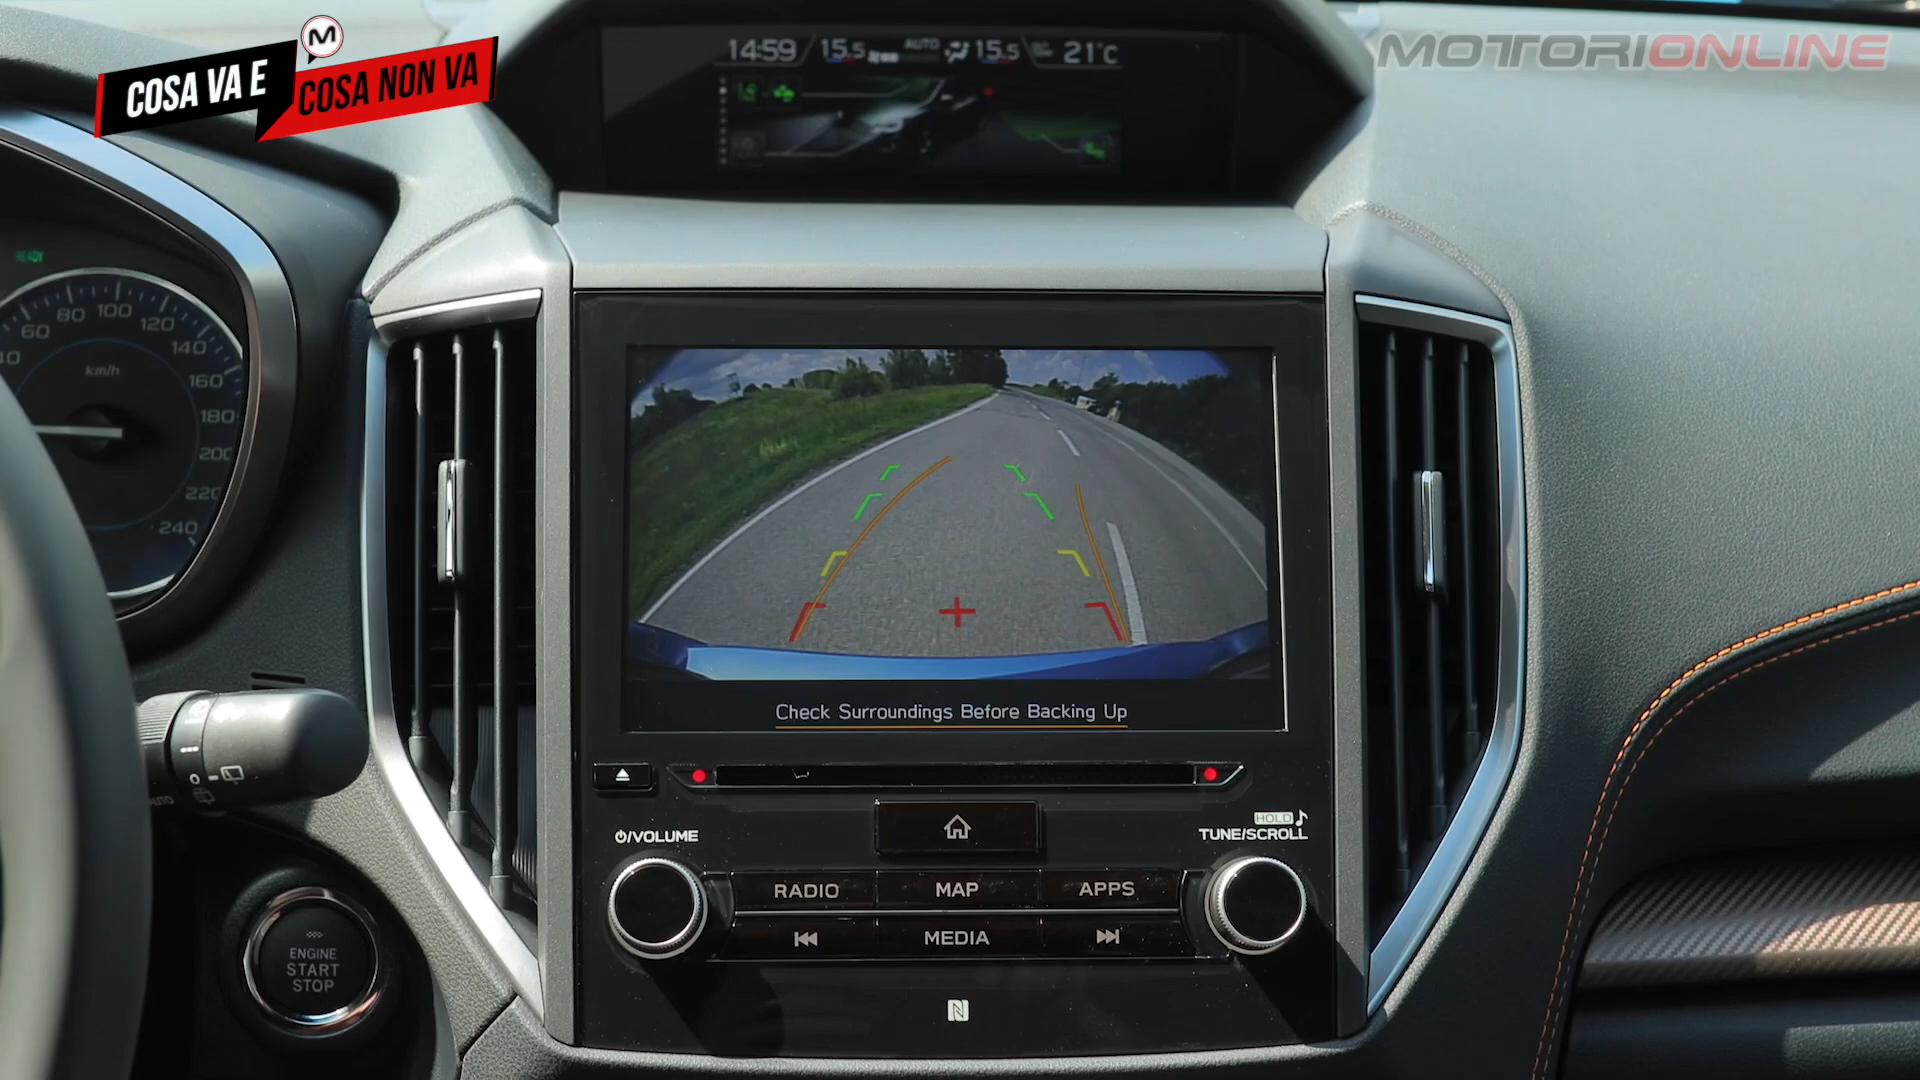 COSA VA E
M
COSA NON VA
MOTORIONLINE
14:59
15.5
AUTO
15.5
21°C
READY
40
60
80
100
120
140
160
180
200
220
240
km/h
Check Surroundings Before Backing Up
⏻/VOLUME
HOLD
TUNE/SCROLL
RADIO
MAP
APPS
MEDIA
ENGINE
START
STOP
AUTO